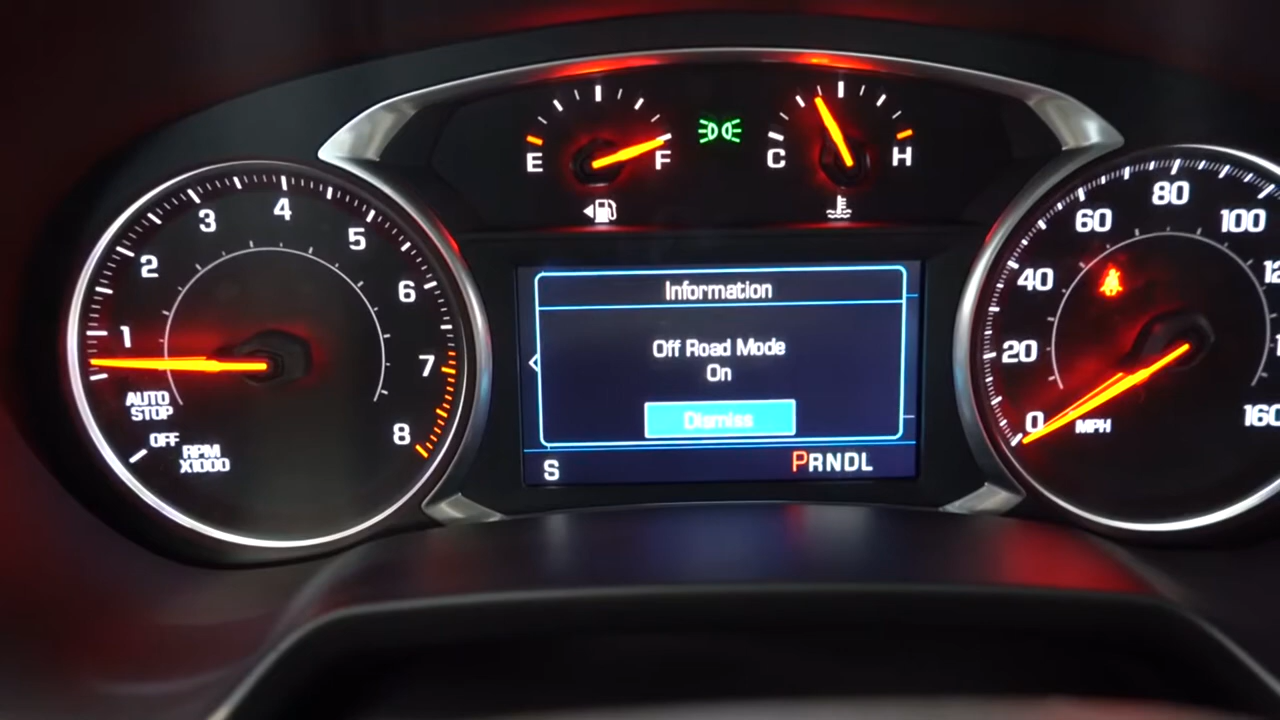 E
F
C
H
1
2
3
4
5
6
7
8
AUTO
STOP
OFF
RPM
X1000
Information
Off Road Mode
On
Dismiss
S
PRNDL
0
20
40
60
80
100
160
MPH